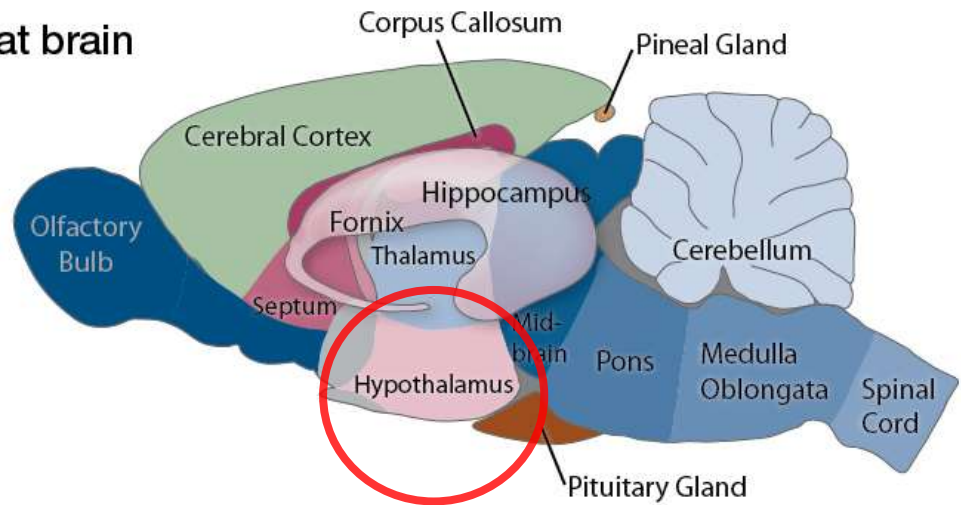 at brain
Corpus Callosum
Pineal Gland
Cerebral Cortex
Hippocampus
Olfactory
Bulb
Fornix
Thalamus
Cerebellum
Septum
Mid-
brain
Pons
Medulla
Oblongata
Hypothalamus
Spinal
Cord
Pituitary Gland